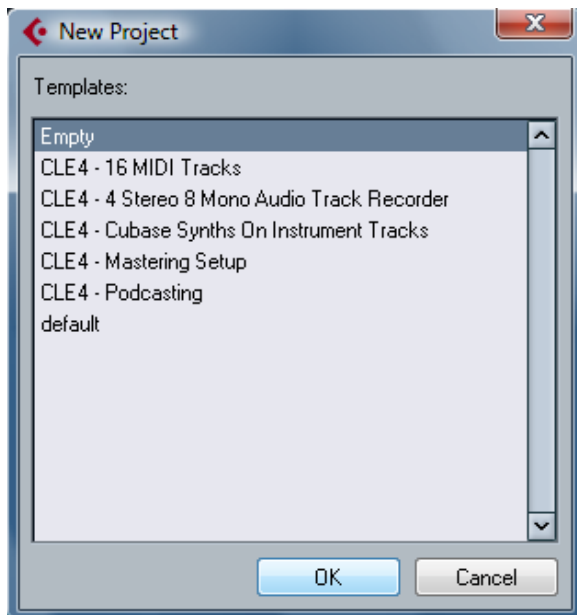 New Project
Templates:
Empty
CLE4 - 16 MIDI Tracks
CLE4 - 4 Stereo 8 Mono Audio Track Recorder
CLE4 - Cubase Synths On Instrument Tracks
CLE4 - Mastering Setup
CLE4 - Podcasting
default
OK Cancel